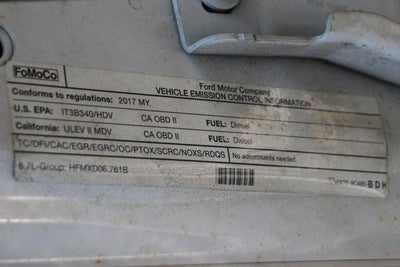 FoMoCo
Ford Motor Company
VEHICLE EMISSION CONTROL INFORMATION
Conforms to regulations: 2017 MY
U.S. EPA: IT3B340/HDV CA OBD II FUEL: Diesel
California: ULEV II MDV CA OBD II FUEL: Diesel
TC/DFI/CAC/EGR/EGRC/OC/PTOX/SCRC/NOXS/RDQS No adjustments needed.
6.7L-Group: HFMXD06.761B
BDH